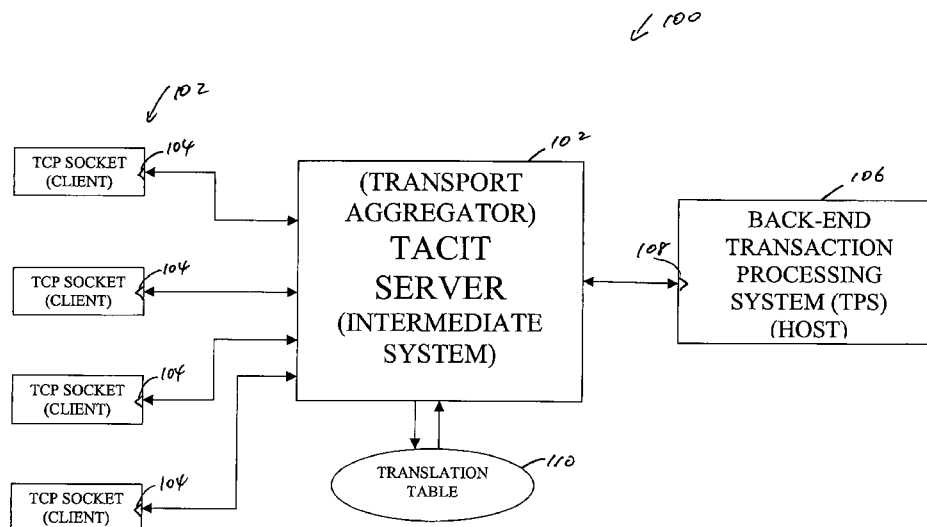 100
102
TCP SOCKET
(CLIENT)
104
TCP SOCKET
(CLIENT)
104
TCP SOCKET
(CLIENT)
104
TCP SOCKET
(CLIENT)
104
102
(TRANSPORT
AGGREGATOR)
TACIT
SERVER
(INTERMEDIATE
SYSTEM)
106
108
BACK-END
TRANSACTION
PROCESSING
SYSTEM (TPS)
(HOST)
TRANSLATION
TABLE
110